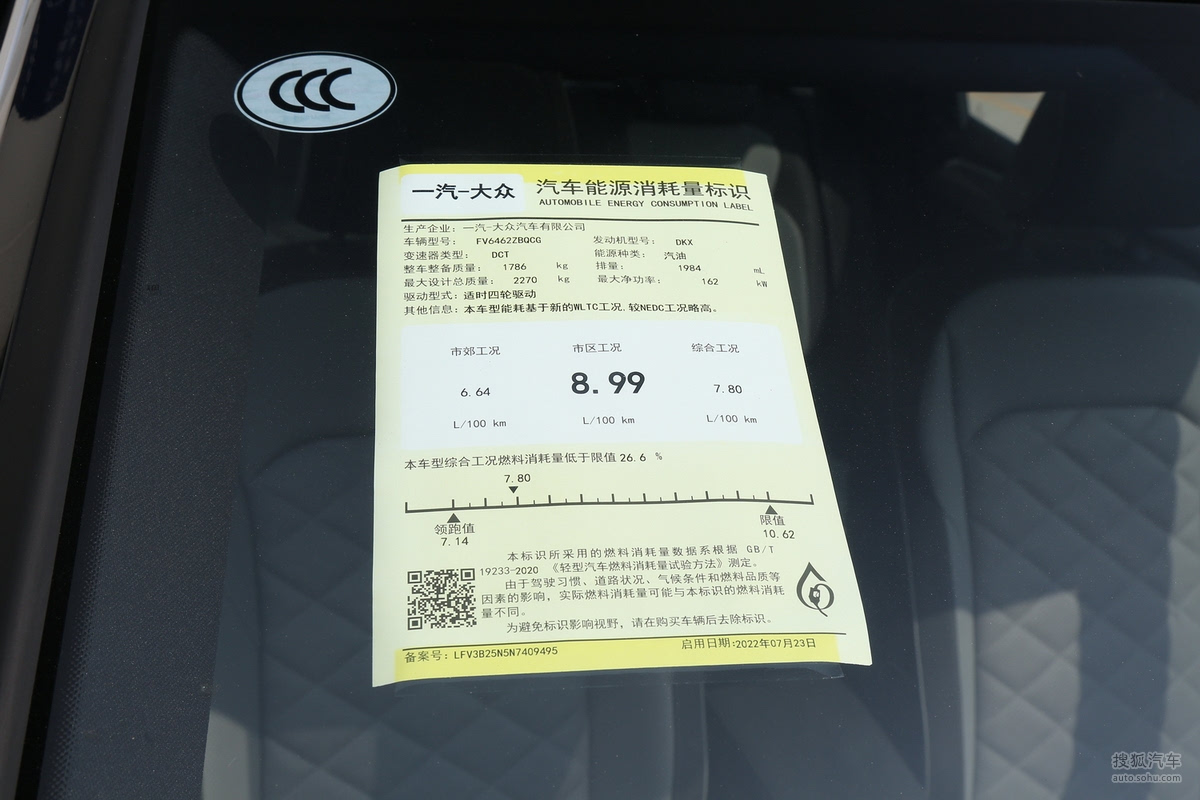 CCC
一汽-大众
汽车能源消耗量标识
AUTOMOBILE ENERGY CONSUMPTION LABEL
生产企业: 一汽-大众汽车有限公司
车辆型号: FV6462ZBQCG 发动机型号: DKX
变速器类型: DCT 能源种类: 汽油
整车整备质量: 1786 kg 排量: 1984 mL
最大设计总质量: 2270 kg 最大净功率: 162 kW
驱动型式: 适时四轮驱动
其他信息: 本车型能耗基于新的WLTC工况,较NEDC工况略高。
市郊工况 市区工况 综合工况
6.64 8.99 7.80
L/100 km L/100 km L/100 km
本车型综合工况燃料消耗量低于限值 26.6 %
7.80
领跑值 限值
7.14 10.62
本标识所采用的燃料消耗量数据系根据 GB/T
19233-2020 《轻型汽车燃料消耗量试验方法》测定。
由于驾驶习惯、道路状况、气候条件和燃料品质等
因素的影响,实际燃料消耗量可能与本标识的燃料消耗
量不同。
为避免标识影响视野,请在购买车辆后去除标识。
备案号: LFV3B25N5N7409495 启用日期:2022年07月23日
搜狐汽车
auto.sohu.com